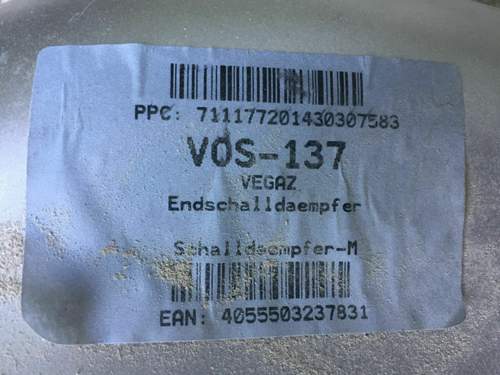 PPC: 711177201430307583
VOS-137
VEGAZ
Endschalldaempfer
Schalldaempfer-M
EAN: 4055503237831